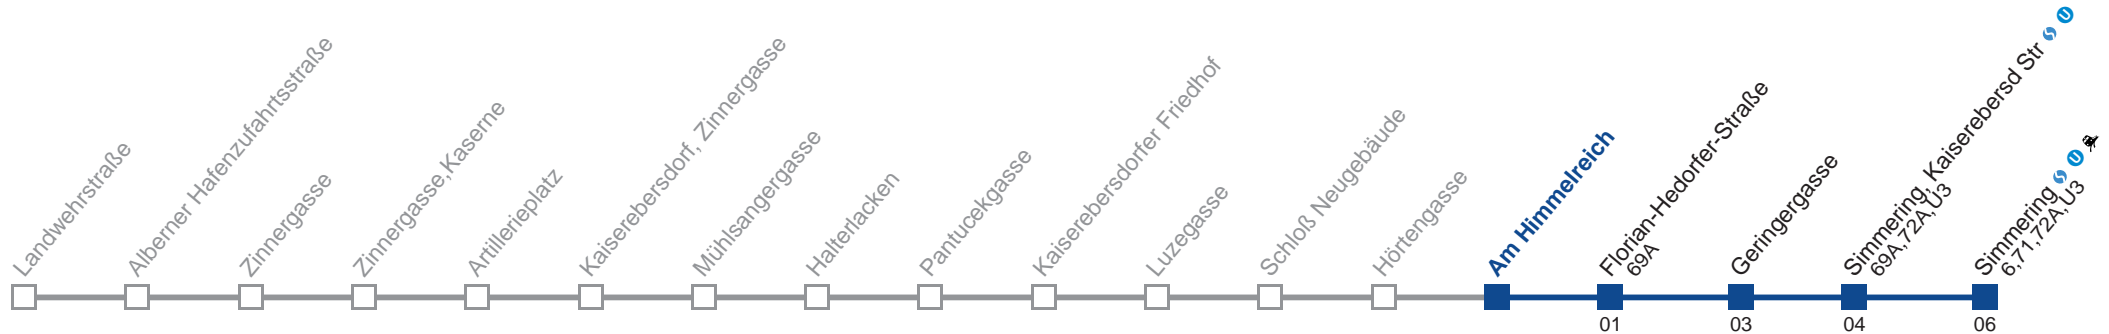 Landwehrstraße
Alberner Hafenzufahrtsstraße
Zinnergasse
Zinnergasse,Kaserne
Artillerieplatz
Kaiserebersdorf, Zinnergasse
Mühlsangergasse
Halterlacken
Pantucekgasse
Kaiserebersdorfer Friedhof
Luzegasse
Schloß Neugebäude
Hörtengasse
Am Himmelreich
Florian-Hedorfer-Straße
69A
01
Geringergasse
03
Simmering, Kaiserebersd Str S U
69A,72A,U3
04
Simmering S U
6,71,72A,U3
06